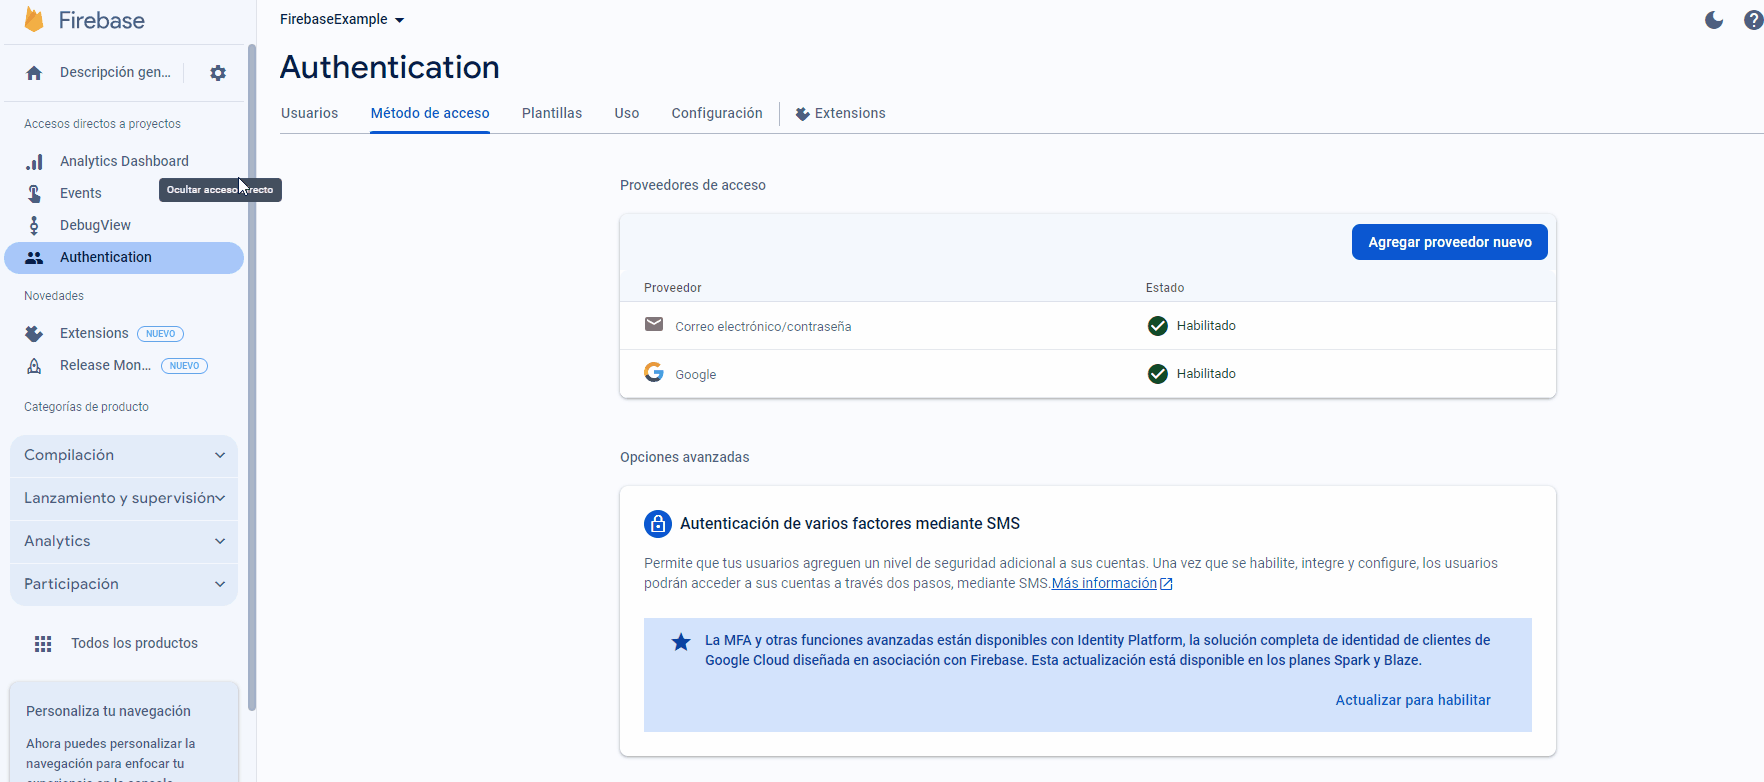 Firebase
FirebaseExample
Descripción gen...
Authentication
Usuarios
Método de acceso
Plantillas
Uso
Configuración
Extensions
Accesos directos a proyectos
Analytics Dashboard
Events
Ocultar acceso directo
DebugView
Authentication
Novedades
Extensions NUEVO
Release Mon... NUEVO
Categorías de producto
Compilación
Lanzamiento y supervisión
Analytics
Participación
Todos los productos
Personaliza tu navegación
Ahora puedes personalizar la
navegación para enfocar tu
Proveedores de acceso
Agregar proveedor nuevo
Proveedor Estado
Correo electrónico/contraseña Habilitado
Google Habilitado
Opciones avanzadas
Autenticación de varios factores mediante SMS
Permite que tus usuarios agreguen un nivel de seguridad adicional a sus cuentas. Una vez que se habilite, integre y configure, los usuarios
podrán acceder a sus cuentas a través dos pasos, mediante SMS.Más información
La MFA y otras funciones avanzadas están disponibles con Identity Platform, la solución completa de identidad de clientes de
Google Cloud diseñada en asociación con Firebase. Esta actualización está disponible en los planes Spark y Blaze.
Actualizar para habilitar